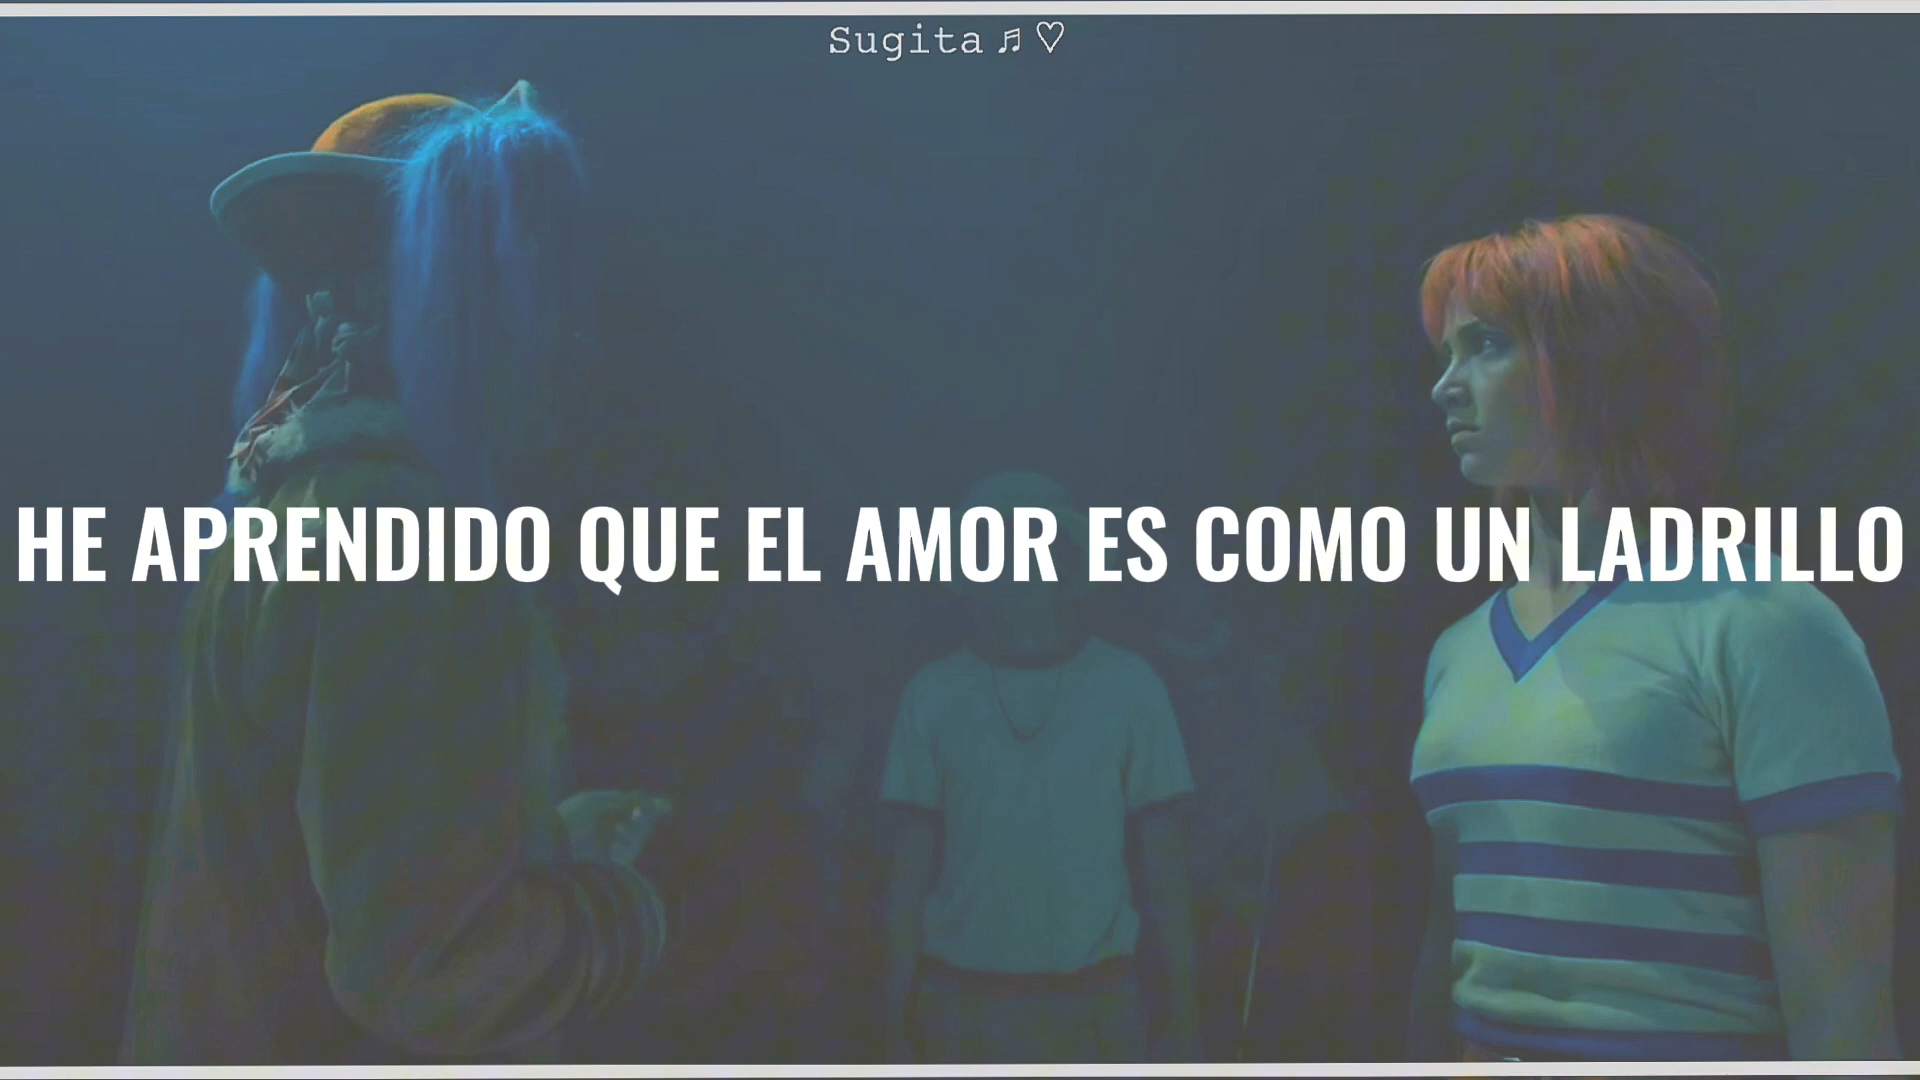 Sugita ♬ ♡
HE APRENDIDO QUE EL AMOR ES COMO UN LADRILLO